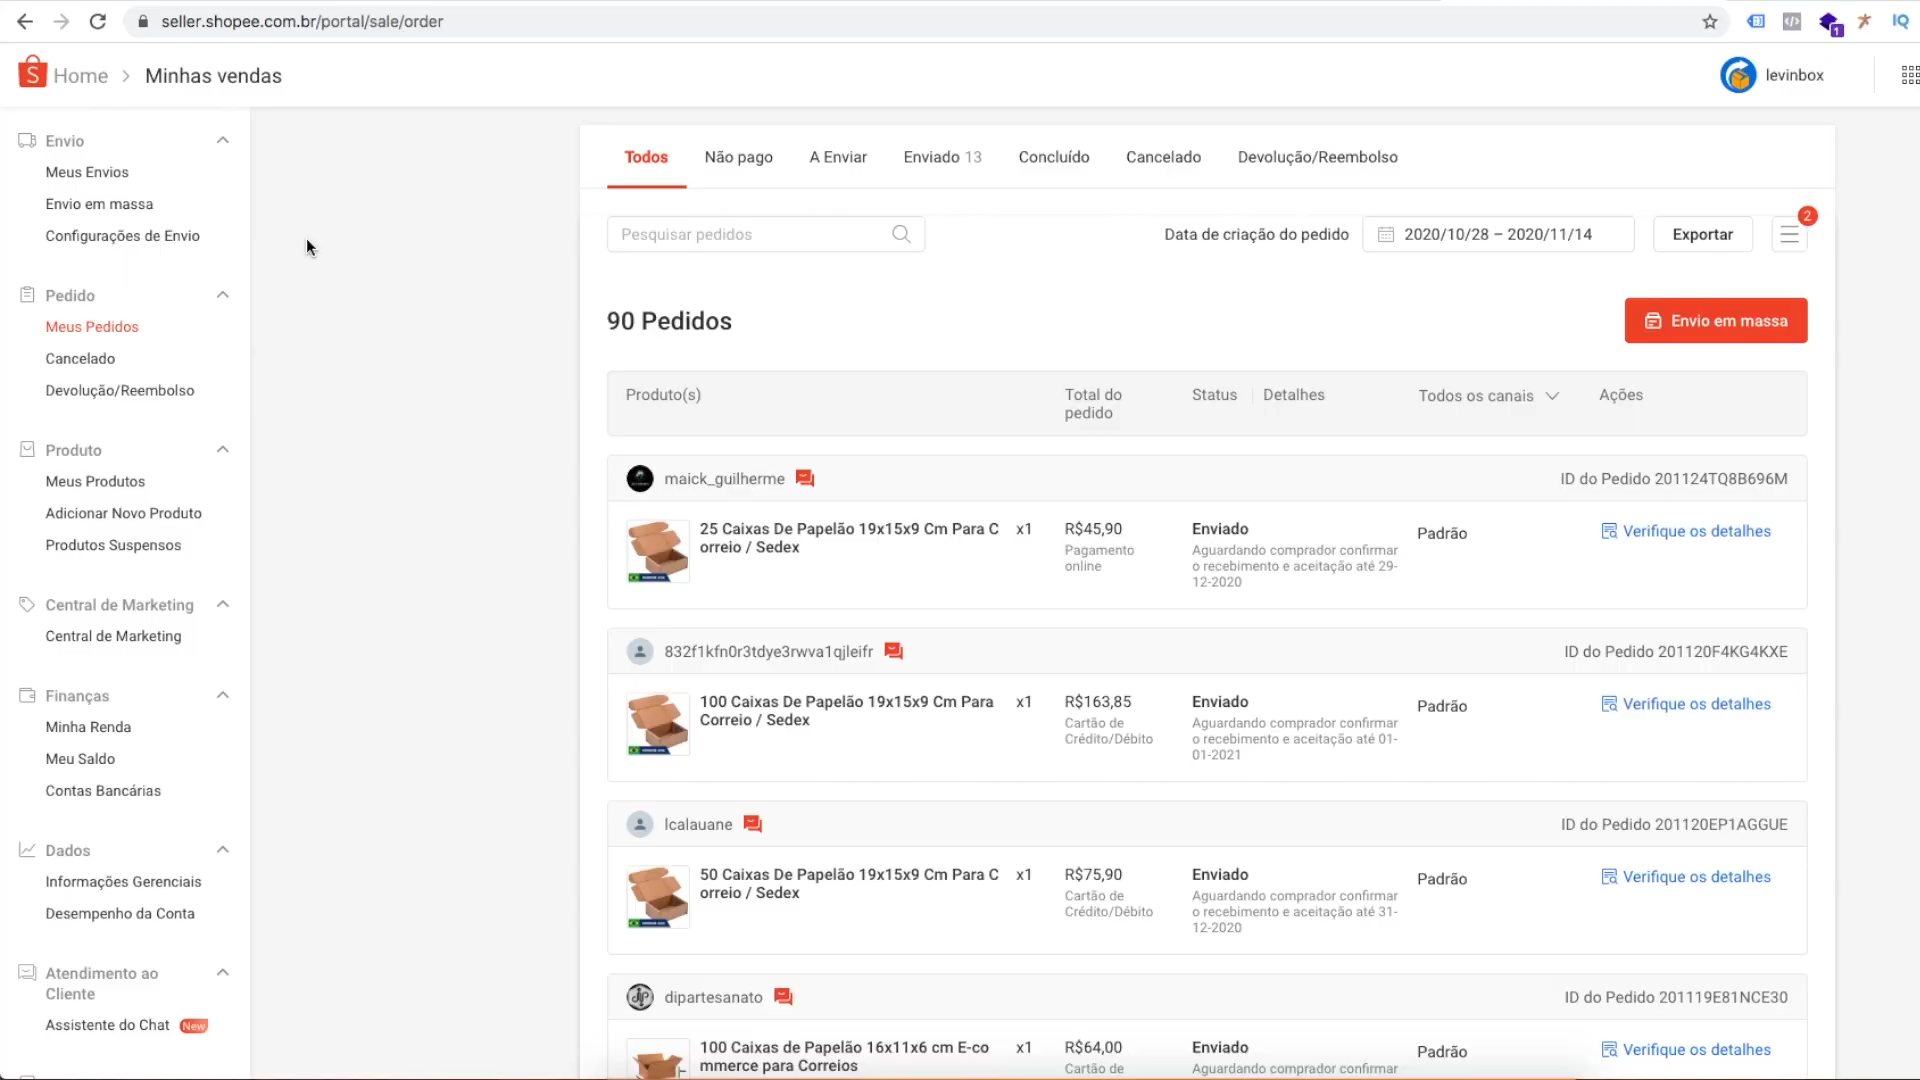 seller.shopee.com.br/portal/sale/order
1
IQ
Home > Minhas vendas
levinbox
Envio
Meus Envios
Envio em massa
Configurações de Envio
Pedido
Meus Pedidos
Cancelado
Devolução/Reembolso
Produto
Meus Produtos
Adicionar Novo Produto
Produtos Suspensos
Central de Marketing
Central de Marketing
Finanças
Minha Renda
Meu Saldo
Contas Bancárias
Dados
Informações Gerenciais
Desempenho da Conta
Atendimento ao
Cliente
Assistente do Chat New
Todos Não pago A Enviar Enviado 13 Concluído Cancelado Devolução/Reembolso
Pesquisar pedidos
Data de criação do pedido 2020/10/28 – 2020/11/14 Exportar 2
90 Pedidos
Envio em massa
Produto(s) Total do Status Detalhes Todos os canais Ações
pedido
maick_guilherme ID do Pedido 201124TQ8B696M
25 Caixas De Papelão 19x15x9 Cm Para C x1 R$45,90 Enviado Padrão Verifique os detalhes
orreio / Sedex
Pagamento
online
Aguardando comprador confirmar
o recebimento e aceitação até 29-
12-2020
832f1kfn0r3tdye3rwva1qjleifr ID do Pedido 201120F4KG4KXE
100 Caixas De Papelão 19x15x9 Cm Para x1 R$163,85 Enviado Padrão Verifique os detalhes
Correio / Sedex
Cartão de
Crédito/Débito
Aguardando comprador confirmar
o recebimento e aceitação até 01-
01-2021
lcalauane ID do Pedido 201120EP1AGGUE
50 Caixas De Papelão 19x15x9 Cm Para C x1 R$75,90 Enviado Padrão Verifique os detalhes
orreio / Sedex
Cartão de
Crédito/Débito
Aguardando comprador confirmar
o recebimento e aceitação até 31-
12-2020
dipartesanato ID do Pedido 201119E81NCE30
100 Caixas de Papelão 16x11x6 cm E-co x1 R$64,00 Enviado Padrão Verifique os detalhes
mmerce para Correios
Cartão de
Aguardando comprador confirmar